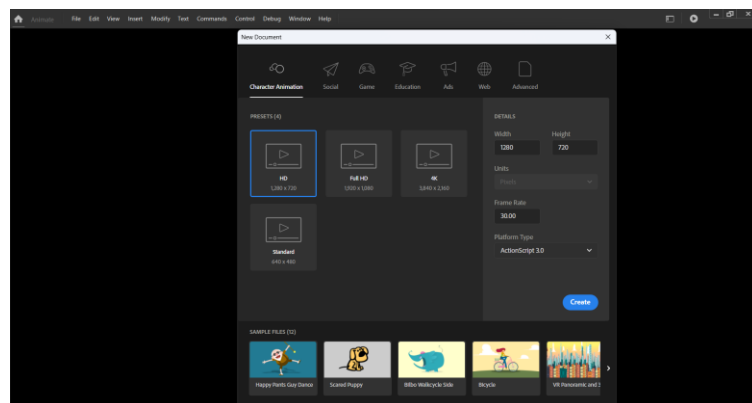 Animate File Edit View Insert Modify Text Commands Control Debug Window Help
New Document
Character Animation Social Game Education Ads Web Advanced
PRESETS (4)
HD
1,280 x 720
Full HD
1,920 x 1,080
4K
3,840 x 2,160
Standard
640 x 480
DETAILS
Width Height
1280 720
Units
Pixels
Frame Rate
30.00
Platform Type
ActionScript 3.0
Create
SAMPLE FILES (12)
Happy Pants Guy Dance Scared Puppy Bilbo Walkcycle Side Bicycle VR Panoramic and